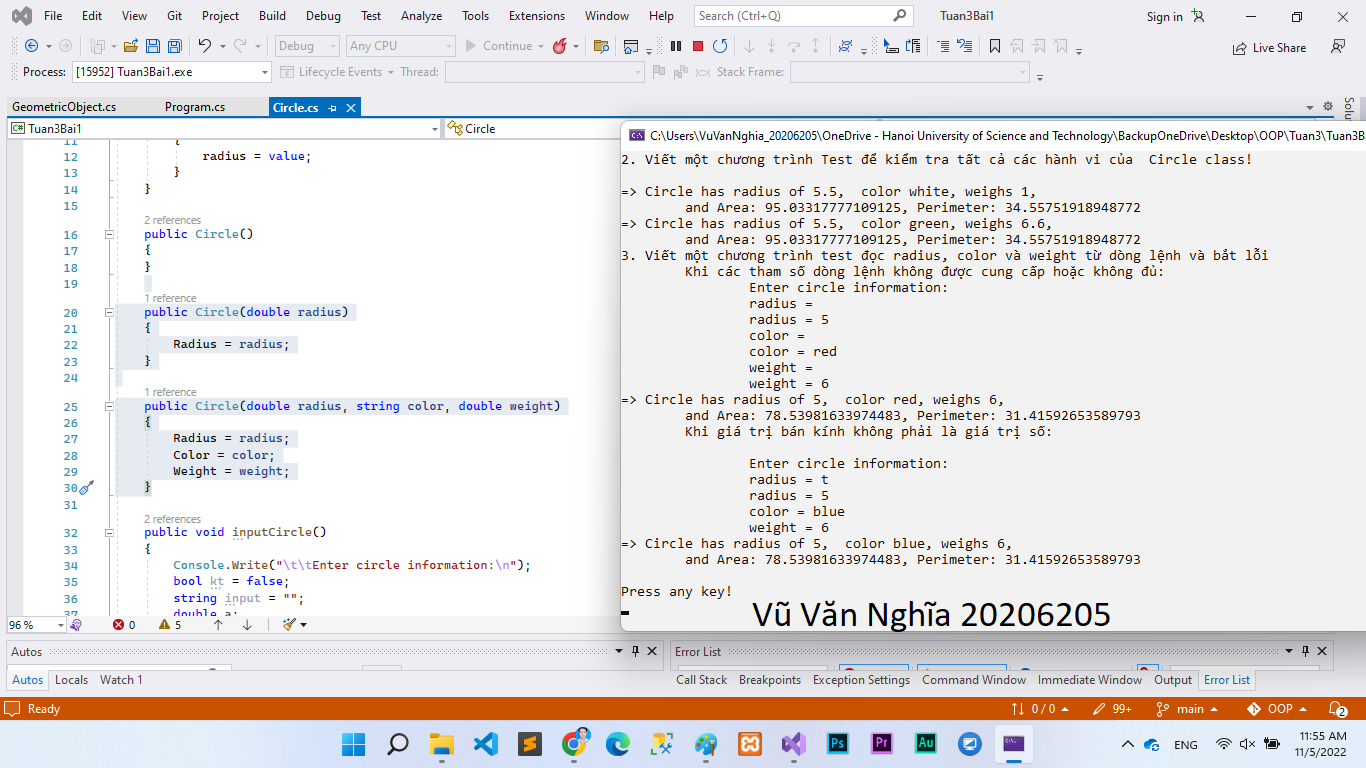 File Edit View Git Project Build Debug Test Analyze Tools Extensions Window Help Search (Ctrl+Q) Tuan3Bai1 Sign in
Debug Any CPU Continue Live Share
Process: [15952] Tuan3Bai1.exe Lifecycle Events Thread: Stack Frame:
GeometricObject.cs Program.cs Circle.cs
Tuan3Bai1 Circle
11 {
12 radius = value;
13 }
14 }
15
2 references
16 public Circle()
17 {
18 }
19
1 reference
20 public Circle(double radius)
21 {
22 Radius = radius;
23 }
24
1 reference
25 public Circle(double radius, string color, double weight)
26 {
27 Radius = radius;
28 Color = color;
29 Weight = weight;
30 }
31
2 references
32 public void inputCircle()
33 {
34 Console.Write("\t\tEnter circle information:\n");
35 bool kt = false;
36 string input = "";
37 double a;
96 % 0 5
C:\Users\VuVanNghia_20206205\OneDrive - Hanoi University of Science and Technology\BackupOneDrive\Desktop\OOP\Tuan3\Tuan3B
2. Viết một chương trình Test để kiểm tra tất cả các hành vi của  Circle class!
=> Circle has radius of 5.5,  color white, weighs 1,
and Area: 95.03317777109125, Perimeter: 34.55751918948772
=> Circle has radius of 5.5,  color green, weighs 6.6,
and Area: 95.03317777109125, Perimeter: 34.55751918948772
3. Viết một chương trình test đọc radius, color và weight từ dòng lệnh và bắt lỗi
Khi các tham số dòng lệnh không được cung cấp hoặc không đủ:
Enter circle information:
radius =
radius = 5
color =
color = red
weight =
weight = 6
=> Circle has radius of 5,  color red, weighs 6,
and Area: 78.53981633974483, Perimeter: 31.41592653589793
Khi giá trị bán kính không phải là giá trị số:
Enter circle information:
radius = t
radius = 5
color = blue
weight = 6
=> Circle has radius of 5,  color blue, weighs 6,
and Area: 78.53981633974483, Perimeter: 31.41592653589793
Press any key!
Vũ Văn Nghĩa 20206205
Autos
Autos Locals Watch 1
Error List
Call Stack Breakpoints Exception Settings Command Window Immediate Window Output Error List
Ready 0 / 0 99+ main OOP 2
Ps Pr Au
ENG
11:55 AM
11/5/2022